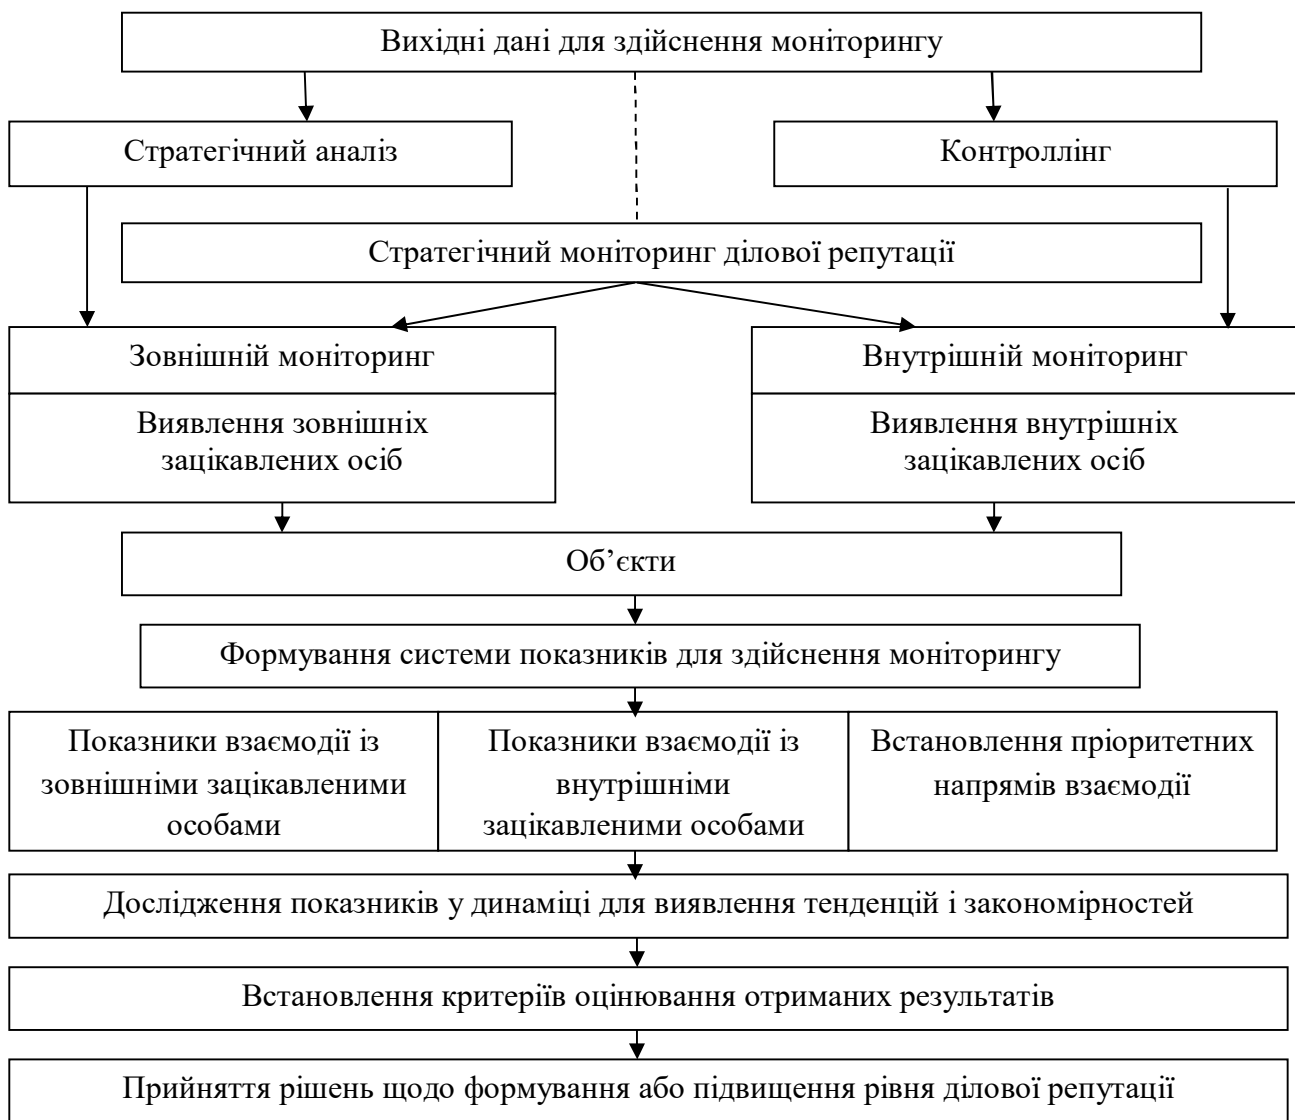 Вихідні дані для здійснення моніторингу
Стратегічний аналіз
Контроллінг
Стратегічний моніторинг ділової репутації
Зовнішній моніторинг
Виявлення зовнішніх
зацікавлених осіб
Внутрішній моніторинг
Виявлення внутрішніх
зацікавлених осіб
Об’єкти
Формування системи показників для здійснення моніторингу
Показники взаємодії із
зовнішніми зацікавленими
особами
Показники взаємодії із
внутрішніми
зацікавленими особами
Встановлення пріоритетних
напрямів взаємодії
Дослідження показників у динаміці для виявлення тенденцій і закономірностей
Встановлення критеріїв оцінювання отриманих результатів
Прийняття рішень щодо формування або підвищення рівня ділової репутації